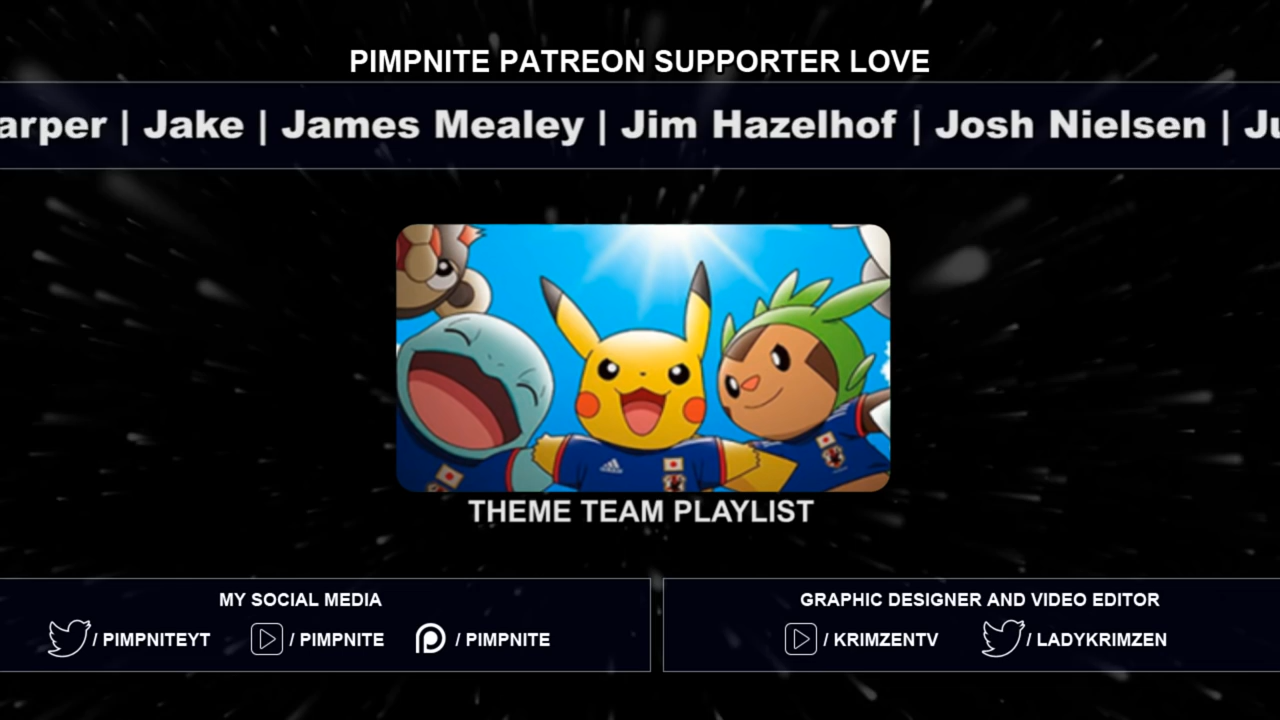 PIMPNITE PATREON SUPPORTER LOVE
arper | Jake | James Mealey | Jim Hazelhof | Josh Nielsen | Ju
THEME TEAM PLAYLIST
MY SOCIAL MEDIA
/ PIMPNITEYT / PIMPNITE / PIMPNITE
GRAPHIC DESIGNER AND VIDEO EDITOR
/ KRIMZENTV / LADYKRIMZEN